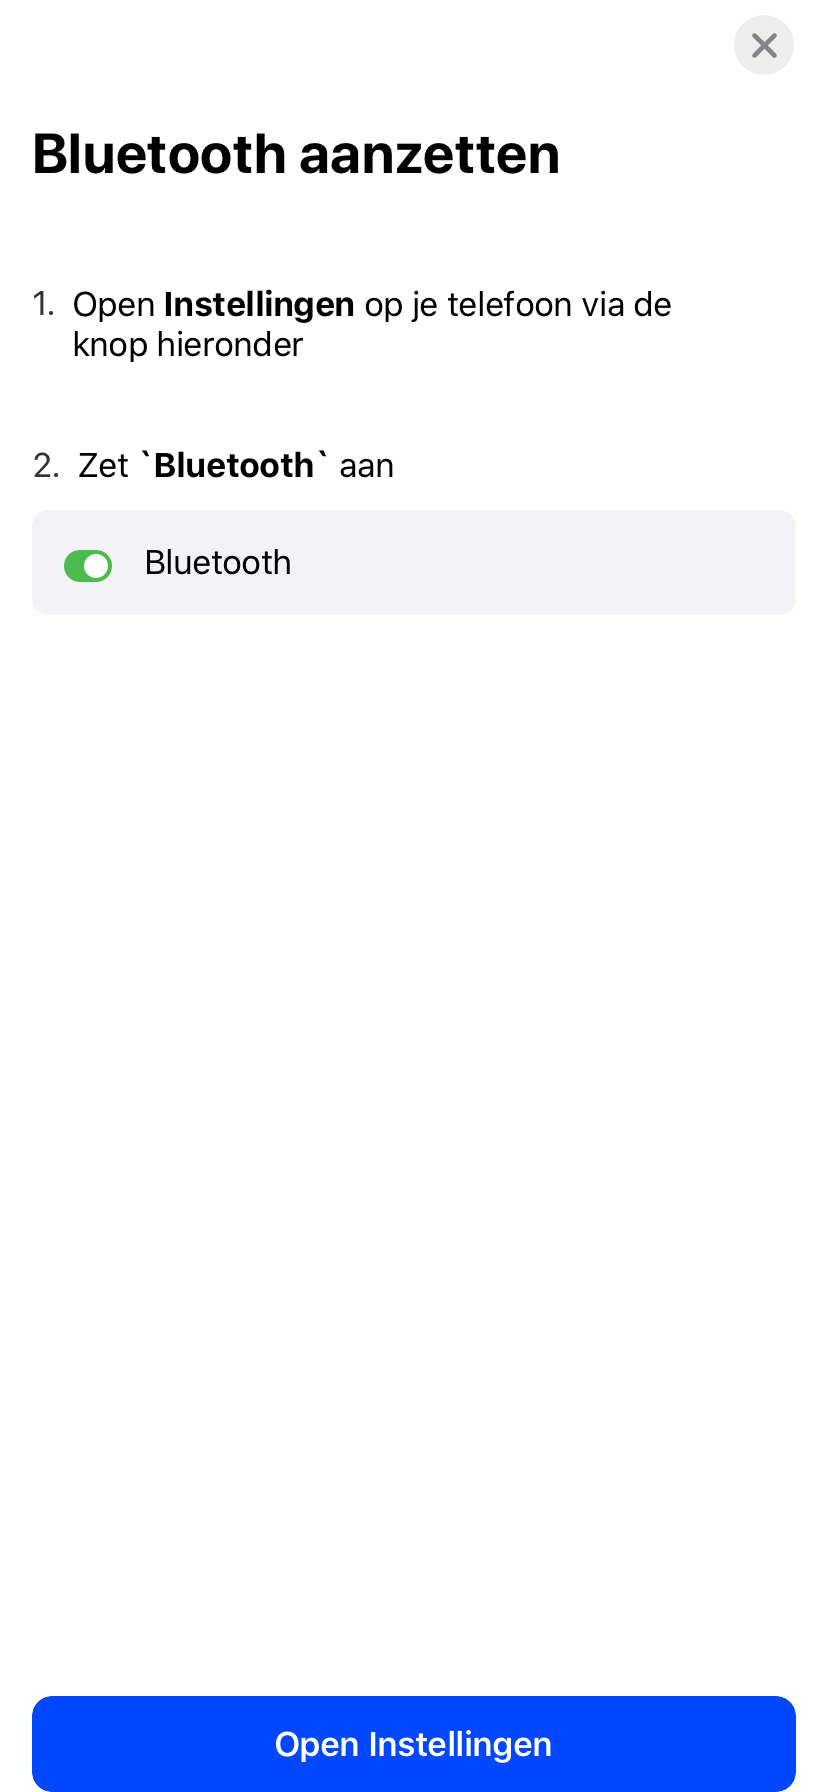 Bluetooth aanzetten
1. Open Instellingen op je telefoon via de
knop hieronder
2. Zet `Bluetooth` aan
Bluetooth
Open Instellingen